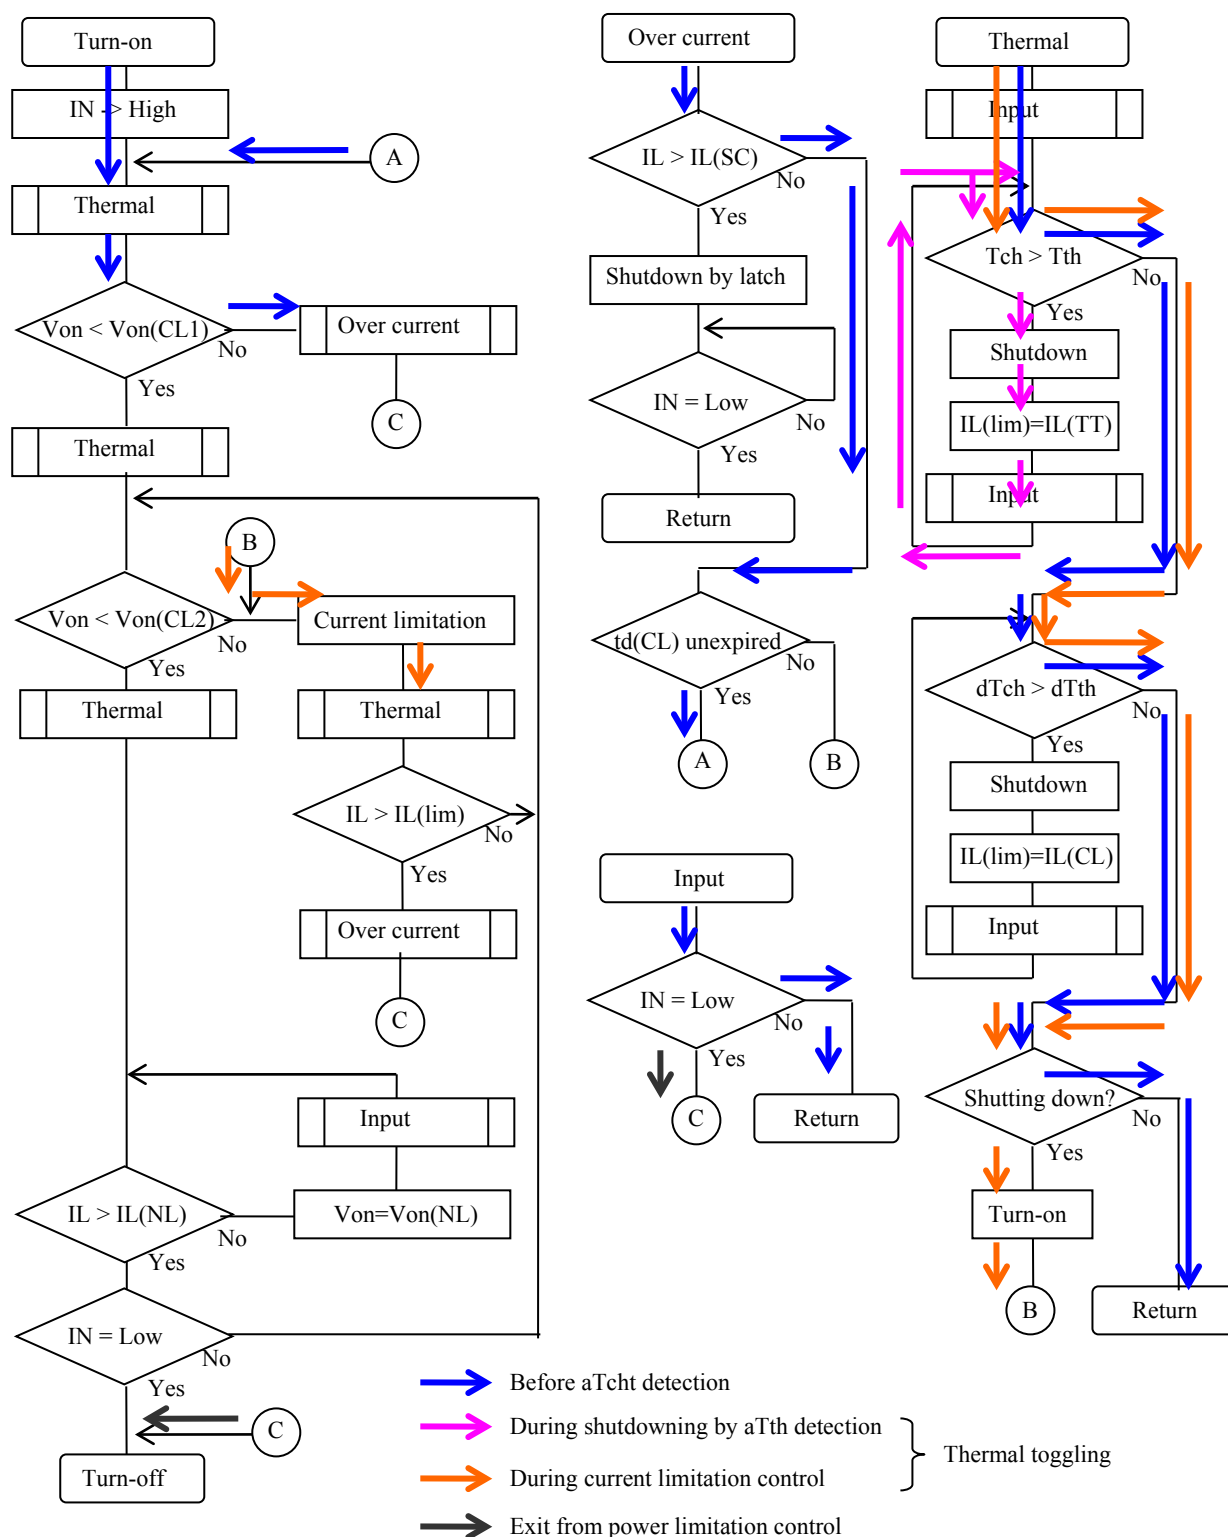 Turn-on
IN -> High
A
Thermal
Von < Von(CL1)
No
Yes
Over current
C
Thermal
B
Von < Von(CL2)
No
Yes
Current limitation
Thermal
Thermal
IL > IL(lim)
No
Yes
Over current
C
Input
Von=Von(NL)
IL > IL(NL)
No
Yes
IN = Low
No
Yes
C
Turn-off
Over current
IL > IL(SC)
No
Yes
Shutdown by latch
IN = Low
No
Yes
Return
td(CL) unexpired
No
Yes
A
B
Input
IN = Low
No
Yes
C
Return
Thermal
Input
Tch > Tth
No
Yes
Shutdown
IL(lim)=IL(TT)
Input
dTch > dTth
No
Yes
Shutdown
IL(lim)=IL(CL)
Input
Shutting down?
No
Yes
Turn-on
B
Return
Before aTcht detection
During shutdowning by aTth detection
During current limitation control
Thermal toggling
Exit from power limitation control